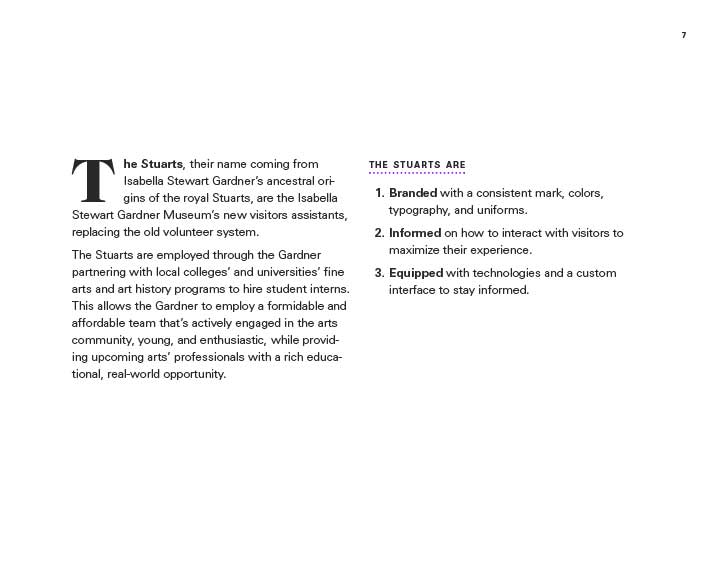 7
The Stuarts, their name coming from
Isabella Stewart Gardner’s ancestral ori-
gins of the royal Stuarts, are the Isabella
Stewart Gardner Museum’s new visitors assistants,
replacing the old volunteer system.
The Stuarts are employed through the Gardner
partnering with local colleges’ and universities’ fine
arts and art history programs to hire student interns.
This allows the Gardner to employ a formidable and
affordable team that’s actively engaged in the arts
community, young, and enthusiastic, while provid-
ing upcoming arts’ professionals with a rich educa-
tional, real-world opportunity.
THE STUARTS ARE
1. Branded with a consistent mark, colors,
typography, and uniforms.
2. Informed on how to interact with visitors to
maximize their experience.
3. Equipped with technologies and a custom
interface to stay informed.